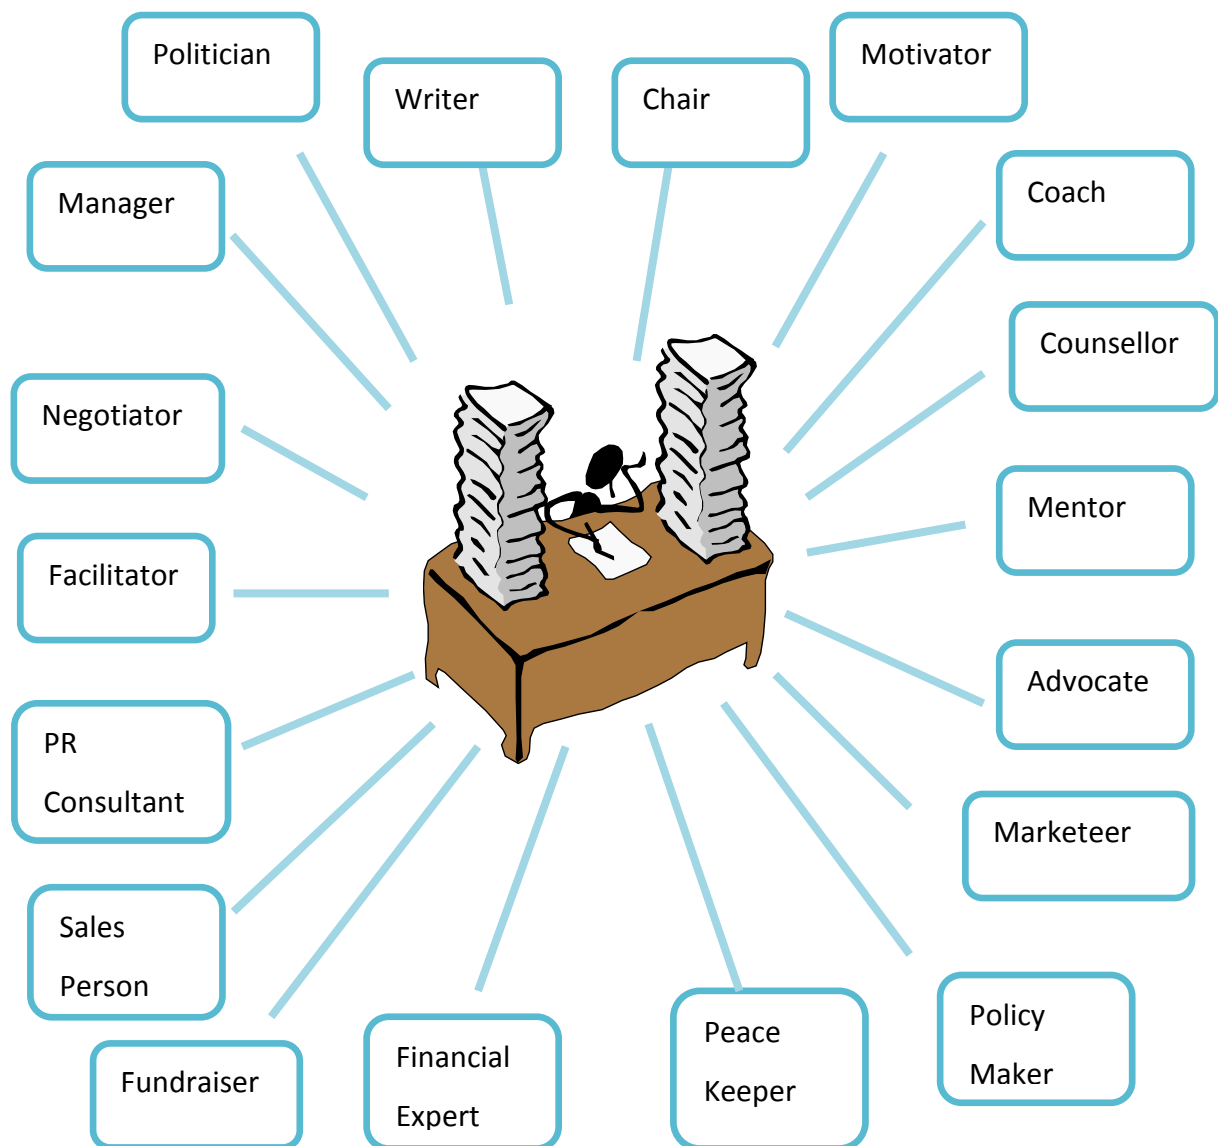 Politician
Writer
Chair
Motivator
Manager
Coach
Counsellor
Negotiator
Mentor
Facilitator
Advocate
PR
Consultant
Marketeer
Sales
Person
Policy
Maker
Peace
Keeper
Financial
Expert
Fundraiser